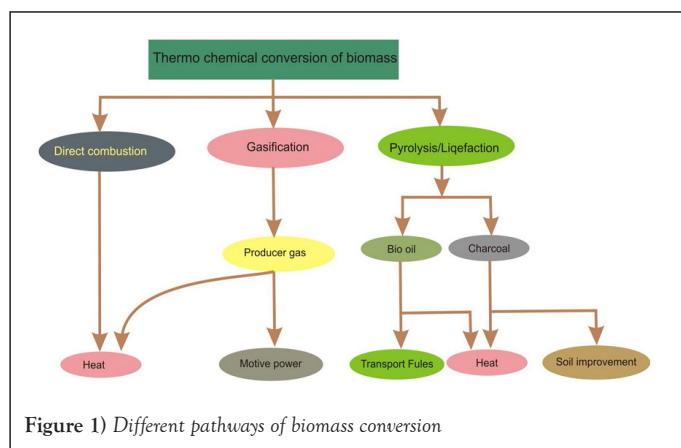 Thermo chemical conversion of biomass
Direct combustion
Gasification
Pyrolysis/Liqefaction
Producer gas
Bio oil
Charcoal
Heat
Motive power
Transport Fules
Heat
Soil improvement
Figure 1) Different pathways of biomass conversion